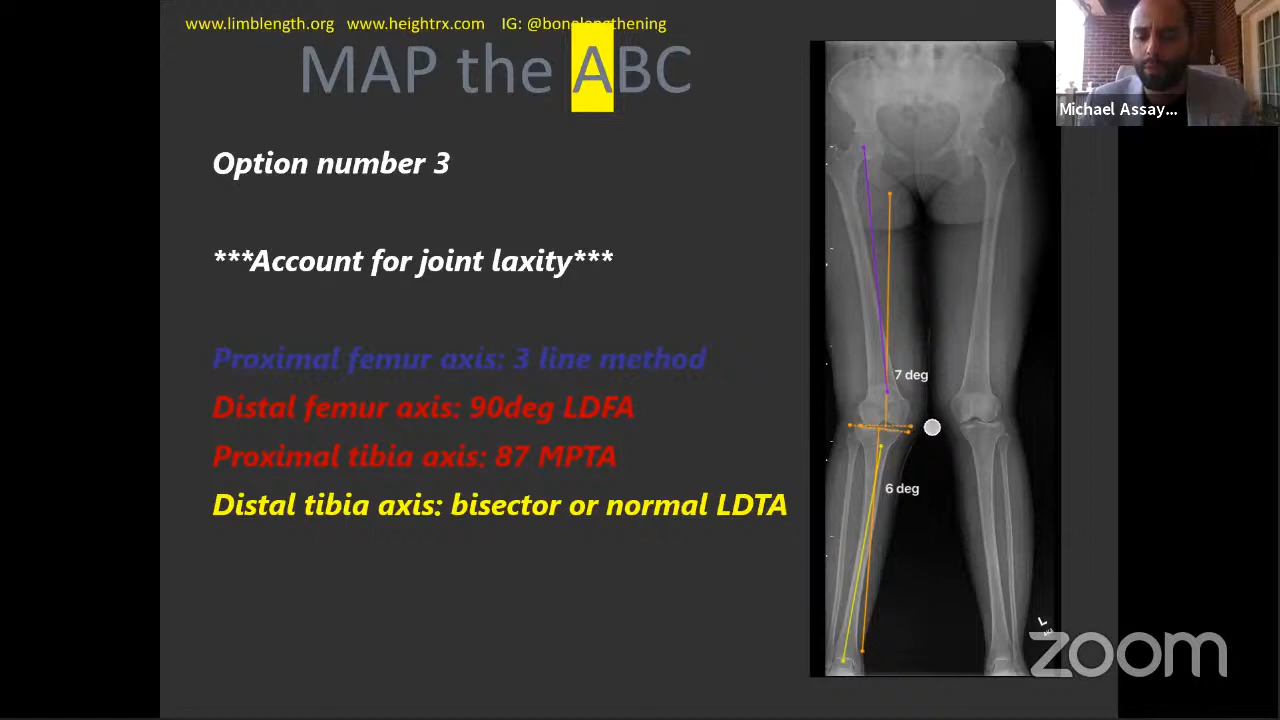 www.limblength.org www.heightrx.com IG: @bonelengthening
MAP the ABC
Michael Assay...
Option number 3
***Account for joint laxity***
Proximal femur axis: 3 line method
7 deg
Distal femur axis: 90deg LDFA
Proximal tibia axis: 87 MPTA
6 deg
Distal tibia axis: bisector or normal LDTA
L
zoom